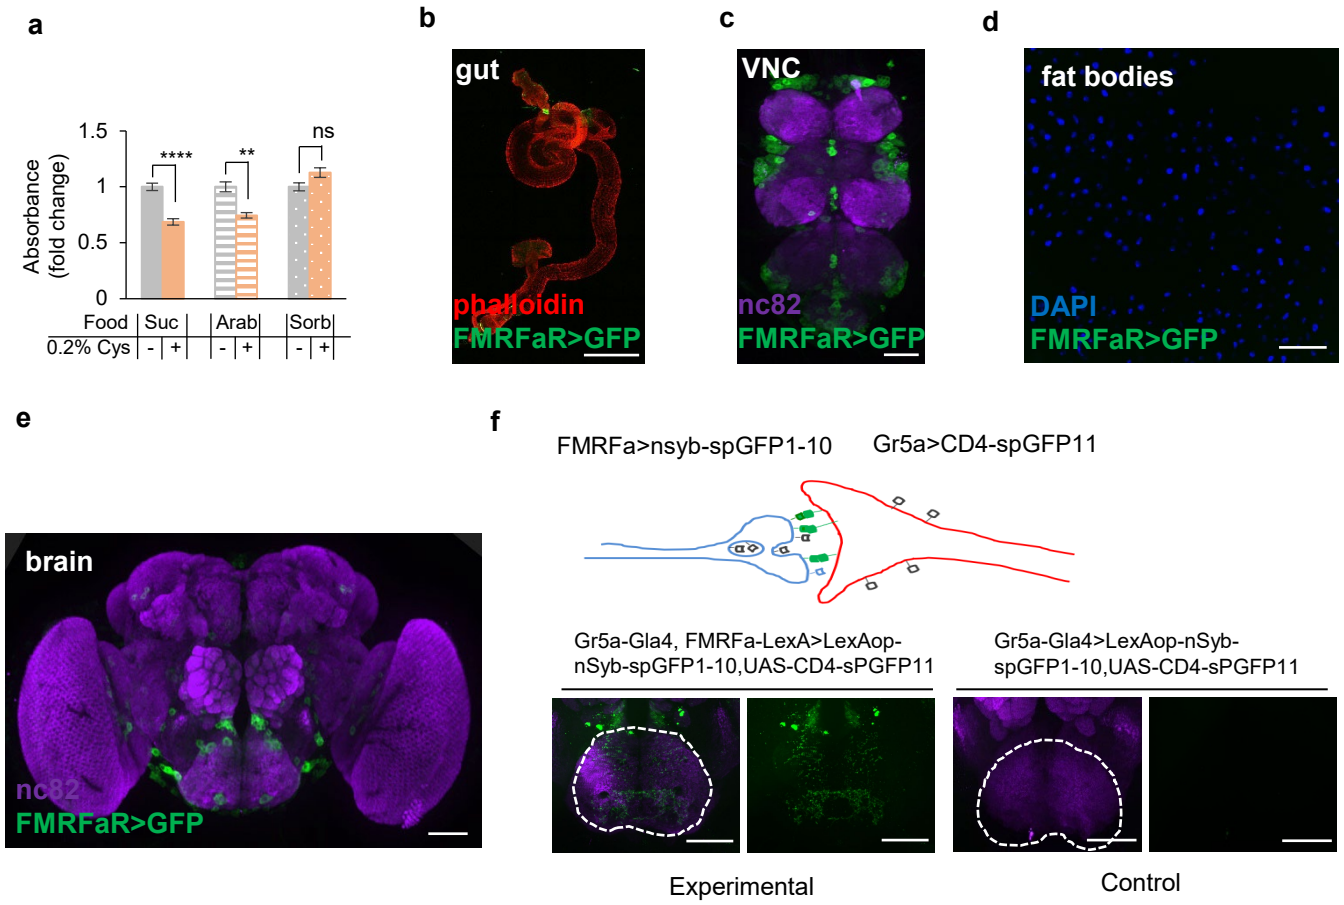 a
1.5
1
0.5
0
Absorbance
(fold change)
****
**
ns
Food Suc Arab Sorb
0.2% Cys - + - + - +
b
gut
phalloidin
FMRFaR>GFP
c
VNC
nc82
FMRFaR>GFP
d
fat bodies
DAPI
FMRFaR>GFP
e
brain
nc82
FMRFaR>GFP
f
FMRFa>nsyb-spGFP1-10
Gr5a>CD4-spGFP11
Gr5a-Gla4, FMRFa-LexA>LexAop-
nSyb-spGFP1-10,UAS-CD4-sPGFP11
Gr5a-Gla4>LexAop-nSyb-
spGFP1-10,UAS-CD4-sPGFP11
Experimental
Control